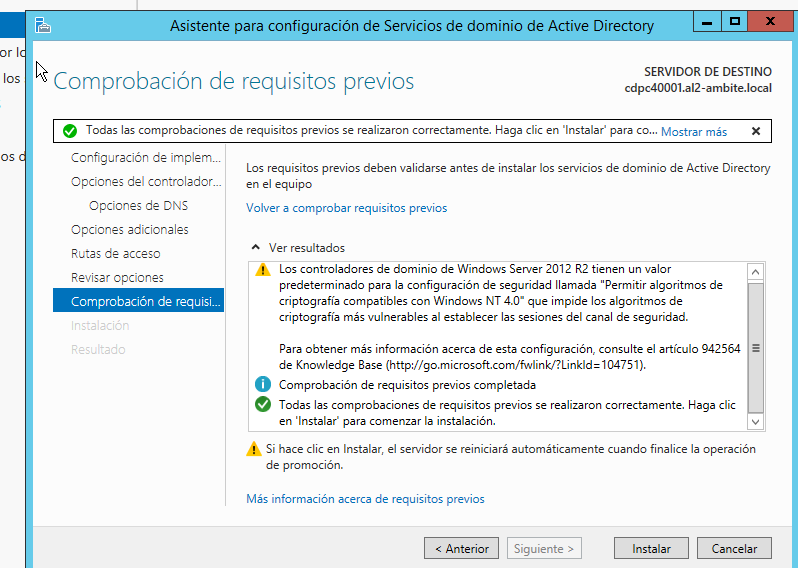 Asistente para configuración de Servicios de dominio de Active Directory
Comprobación de requisitos previos
SERVIDOR DE DESTINO
cdpc40001.al2-ambite.local
Todas las comprobaciones de requisitos previos se realizaron correctamente. Haga clic en 'Instalar' para co... Mostrar más
Configuración de implem...
Opciones del controlador...
Opciones de DNS
Opciones adicionales
Rutas de acceso
Revisar opciones
Comprobación de requisi...
Instalación
Resultado
Los requisitos previos deben validarse antes de instalar los servicios de dominio de Active Directory
en el equipo
Volver a comprobar requisitos previos
Ver resultados
Los controladores de dominio de Windows Server 2012 R2 tienen un valor
predeterminado para la configuración de seguridad llamada "Permitir algoritmos de
criptografía compatibles con Windows NT 4.0" que impide los algoritmos de
criptografía más vulnerables al establecer las sesiones del canal de seguridad.
Para obtener más información acerca de esta configuración, consulte el artículo 942564
de Knowledge Base (http://go.microsoft.com/fwlink/?LinkId=104751).
Comprobación de requisitos previos completada
Todas las comprobaciones de requisitos previos se realizaron correctamente. Haga clic
en 'Instalar' para comenzar la instalación.
Si hace clic en Instalar, el servidor se reiniciará automáticamente cuando finalice la operación
de promoción.
Más información acerca de requisitos previos
< Anterior
Siguiente >
Instalar
Cancelar